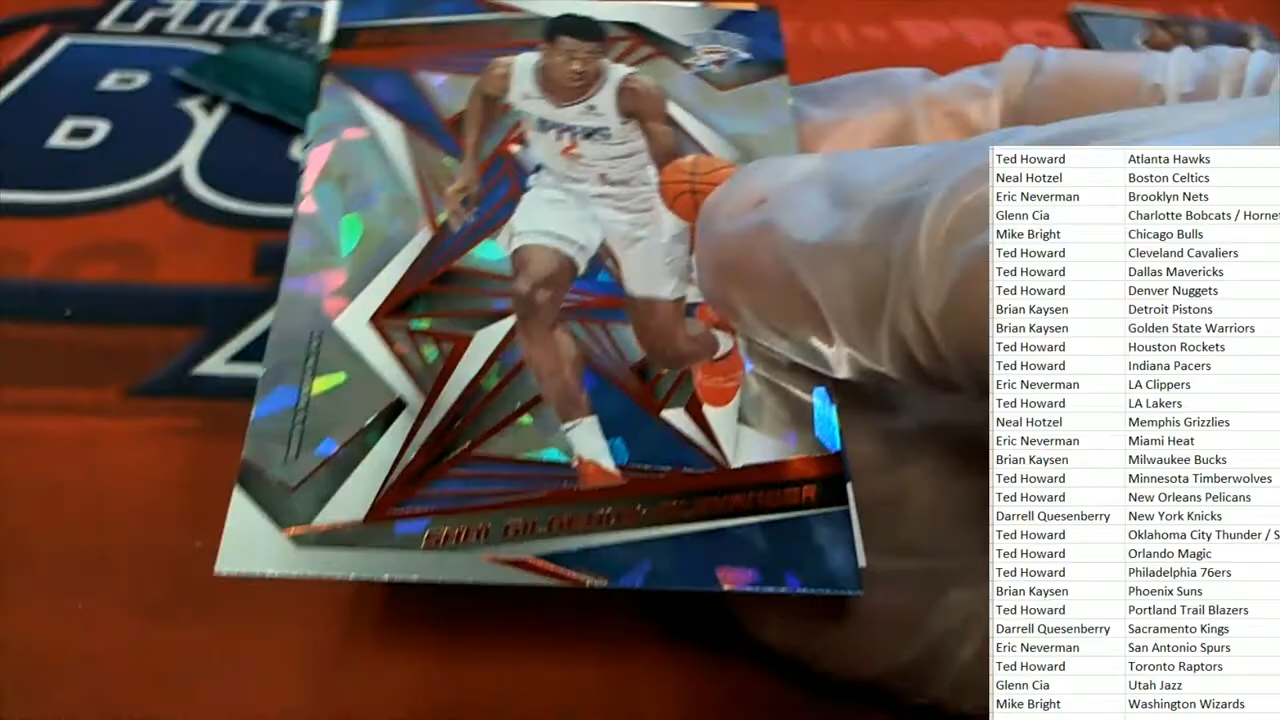 CLIPPERS
2
SHAI GILGEOUS-ALEXANDER
Ted Howard Atlanta Hawks
Neal Hotzel Boston Celtics
Eric Neverman Brooklyn Nets
Glenn Cia Charlotte Bobcats / Horne
Mike Bright Chicago Bulls
Ted Howard Cleveland Cavaliers
Ted Howard Dallas Mavericks
Ted Howard Denver Nuggets
Brian Kaysen Detroit Pistons
Brian Kaysen Golden State Warriors
Ted Howard Houston Rockets
Ted Howard Indiana Pacers
Eric Neverman LA Clippers
Ted Howard LA Lakers
Neal Hotzel Memphis Grizzlies
Eric Neverman Miami Heat
Brian Kaysen Milwaukee Bucks
Ted Howard Minnesota Timberwolves
Ted Howard New Orleans Pelicans
Darrell Quesenberry New York Knicks
Ted Howard Oklahoma City Thunder / S
Ted Howard Orlando Magic
Ted Howard Philadelphia 76ers
Brian Kaysen Phoenix Suns
Ted Howard Portland Trail Blazers
Darrell Quesenberry Sacramento Kings
Eric Neverman San Antonio Spurs
Ted Howard Toronto Raptors
Glenn Cia Utah Jazz
Mike Bright Washington Wizards